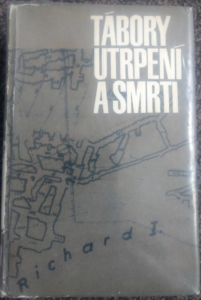 TÁBORY
UTRPENÍ
A SMRTI
Richard I.